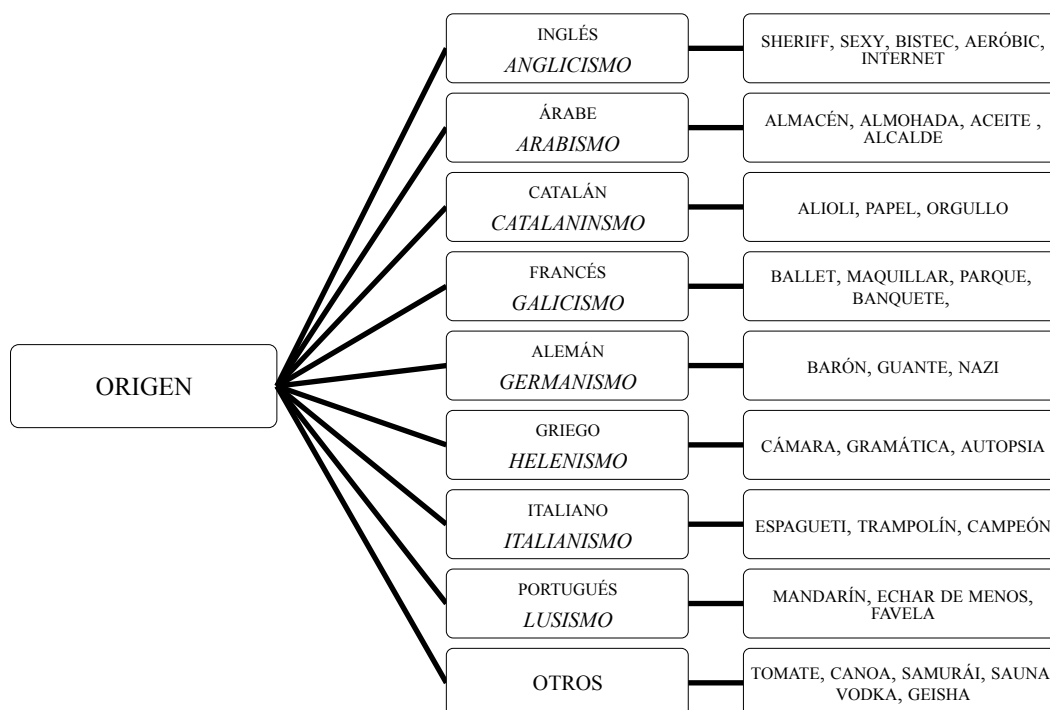 INGLÉS
ANGLICISMO
SHERIFF, SEXY, BISTEC, AERÓBIC,
INTERNET
ÁRABE
ARABISMO
ALMACÉN, ALMOHADA, ACEITE ,
ALCALDE
CATALÁN
CATALANINSMO
ALIOLI, PAPEL, ORGULLO
FRANCÉS
GALICISMO
BALLET, MAQUILLAR, PARQUE,
BANQUETE,
ORIGEN
ALEMÁN
GERMANISMO
BARÓN, GUANTE, NAZI
GRIEGO
HELENISMO
CÁMARA, GRAMÁTICA, AUTOPSIA
ITALIANO
ITALIANISMO
ESPAGUETI, TRAMPOLÍN, CAMPEÓN
PORTUGUÉS
LUSISMO
MANDARÍN, ECHAR DE MENOS,
FAVELA
OTROS
TOMATE, CANOA, SAMURÁI, SAUNA
VODKA, GEISHA